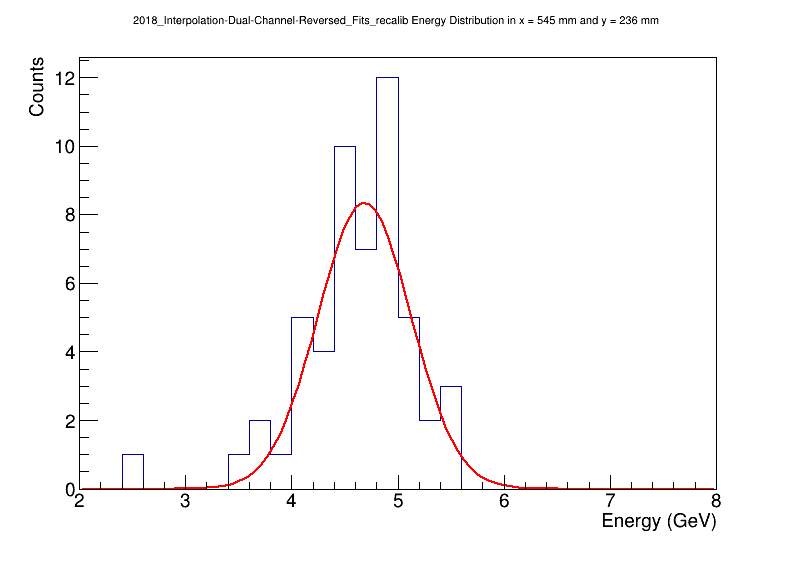 2018_Interpolation-Dual-Channel-Reversed_Fits_recalib Energy Distribution in x = 545 mm and y = 236 mm
Counts
12
10
8
6
4
2
0
2 3 4 5 6 7 8
Energy (GeV)